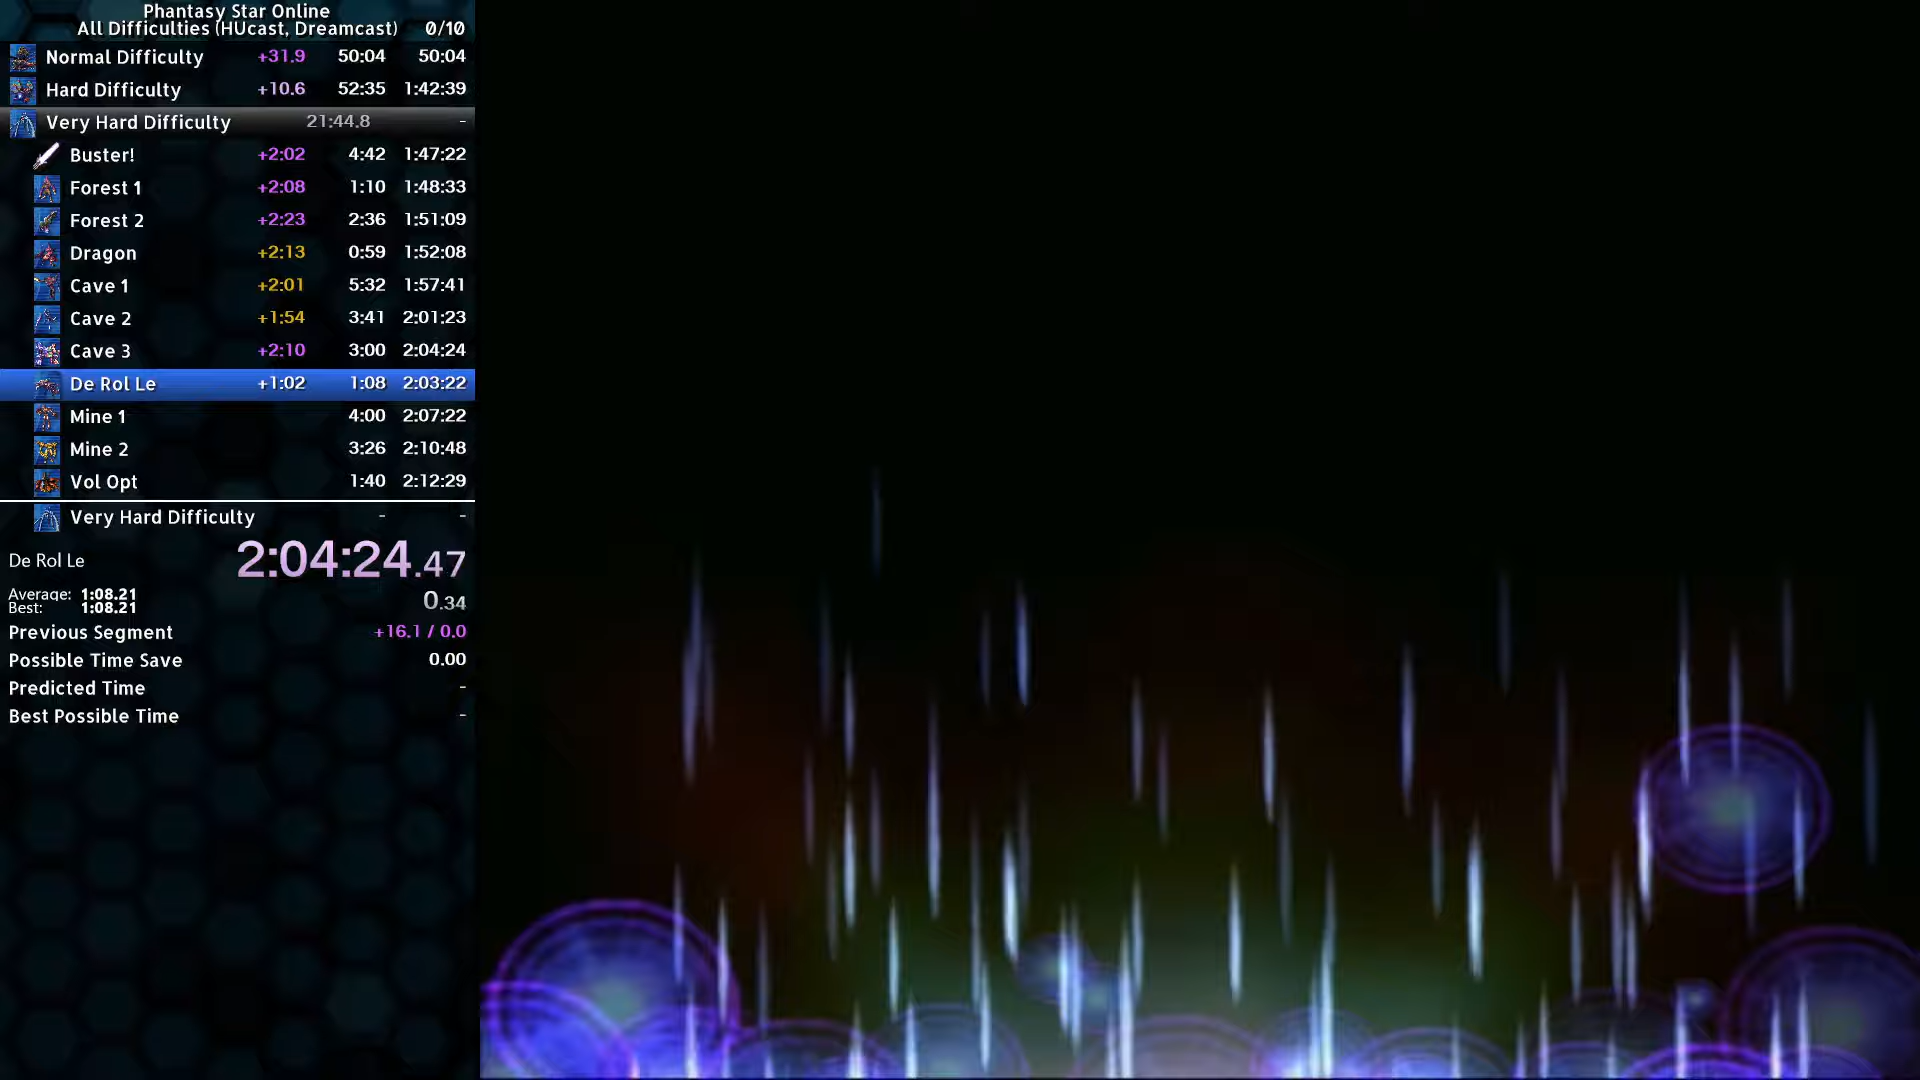 Phantasy Star Online
All Difficulties (HUcast, Dreamcast) 0/10
Normal Difficulty +31.9 50:04 50:04
Hard Difficulty +10.6 52:35 1:42:39
Very Hard Difficulty 21:44.8 -
Buster! +2:02 4:42 1:47:22
Forest 1 +2:08 1:10 1:48:33
Forest 2 +2:23 2:36 1:51:09
Dragon +2:13 0:59 1:52:08
Cave 1 +2:01 5:32 1:57:41
Cave 2 +1:54 3:41 2:01:23
Cave 3 +2:10 3:00 2:04:24
De Rol Le +1:02 1:08 2:03:22
Mine 1 4:00 2:07:22
Mine 2 3:26 2:10:48
Vol Opt 1:40 2:12:29
Very Hard Difficulty - -
De Rol Le 2:04:24.47
Average: 1:08.21
Best: 1:08.21 0.34
Previous Segment +16.1 / 0.0
Possible Time Save 0.00
Predicted Time -
Best Possible Time -